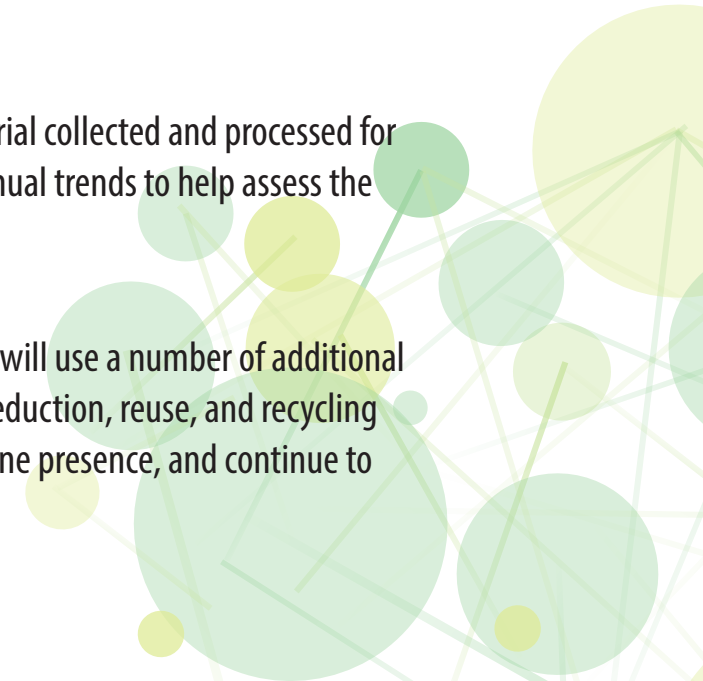 rial collected and processed for
nual trends to help assess the
will use a number of additional
eduction, reuse, and recycling
ne presence, and continue to